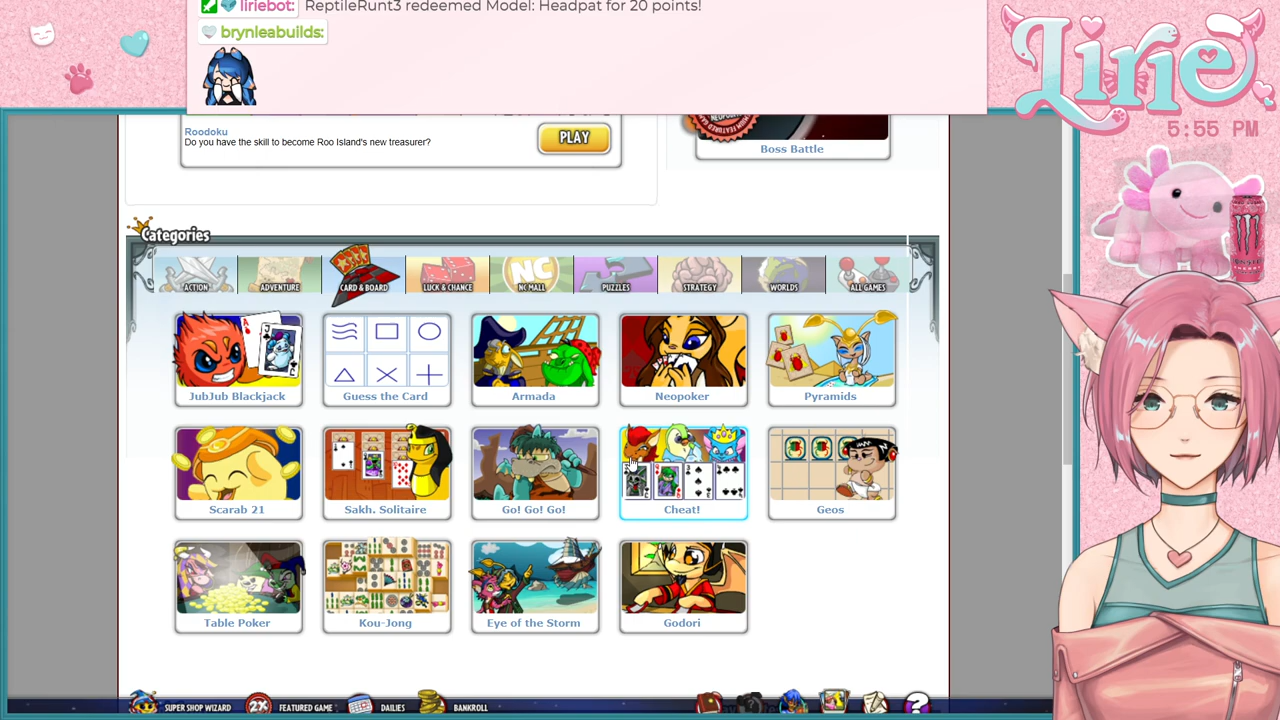 liriebot: ReptileRunt3 redeemed Model: Headpat for 20 points!
brynleabuilds:
Lirie
5:55 PM
Roodoku
Do you have the skill to become Roo Island's new treasurer?
PLAY
Boss Battle
Categories
ACTION
ADVENTURE
CARD & BOARD
LUCK & CHANCE
NC
NC MALL
PUZZLES
STRATEGY
WORLDS
ALL GAMES
JubJub Blackjack
Guess the Card
Armada
Neopoker
Pyramids
Scarab 21
Sakh. Solitaire
Go! Go! Go!
Cheat!
Geos
Table Poker
Kou-Jong
Eye of the Storm
Godori
SUPER SHOP WIZARD
2X
FEATURED GAME
DAILIES
BANKROLL
?